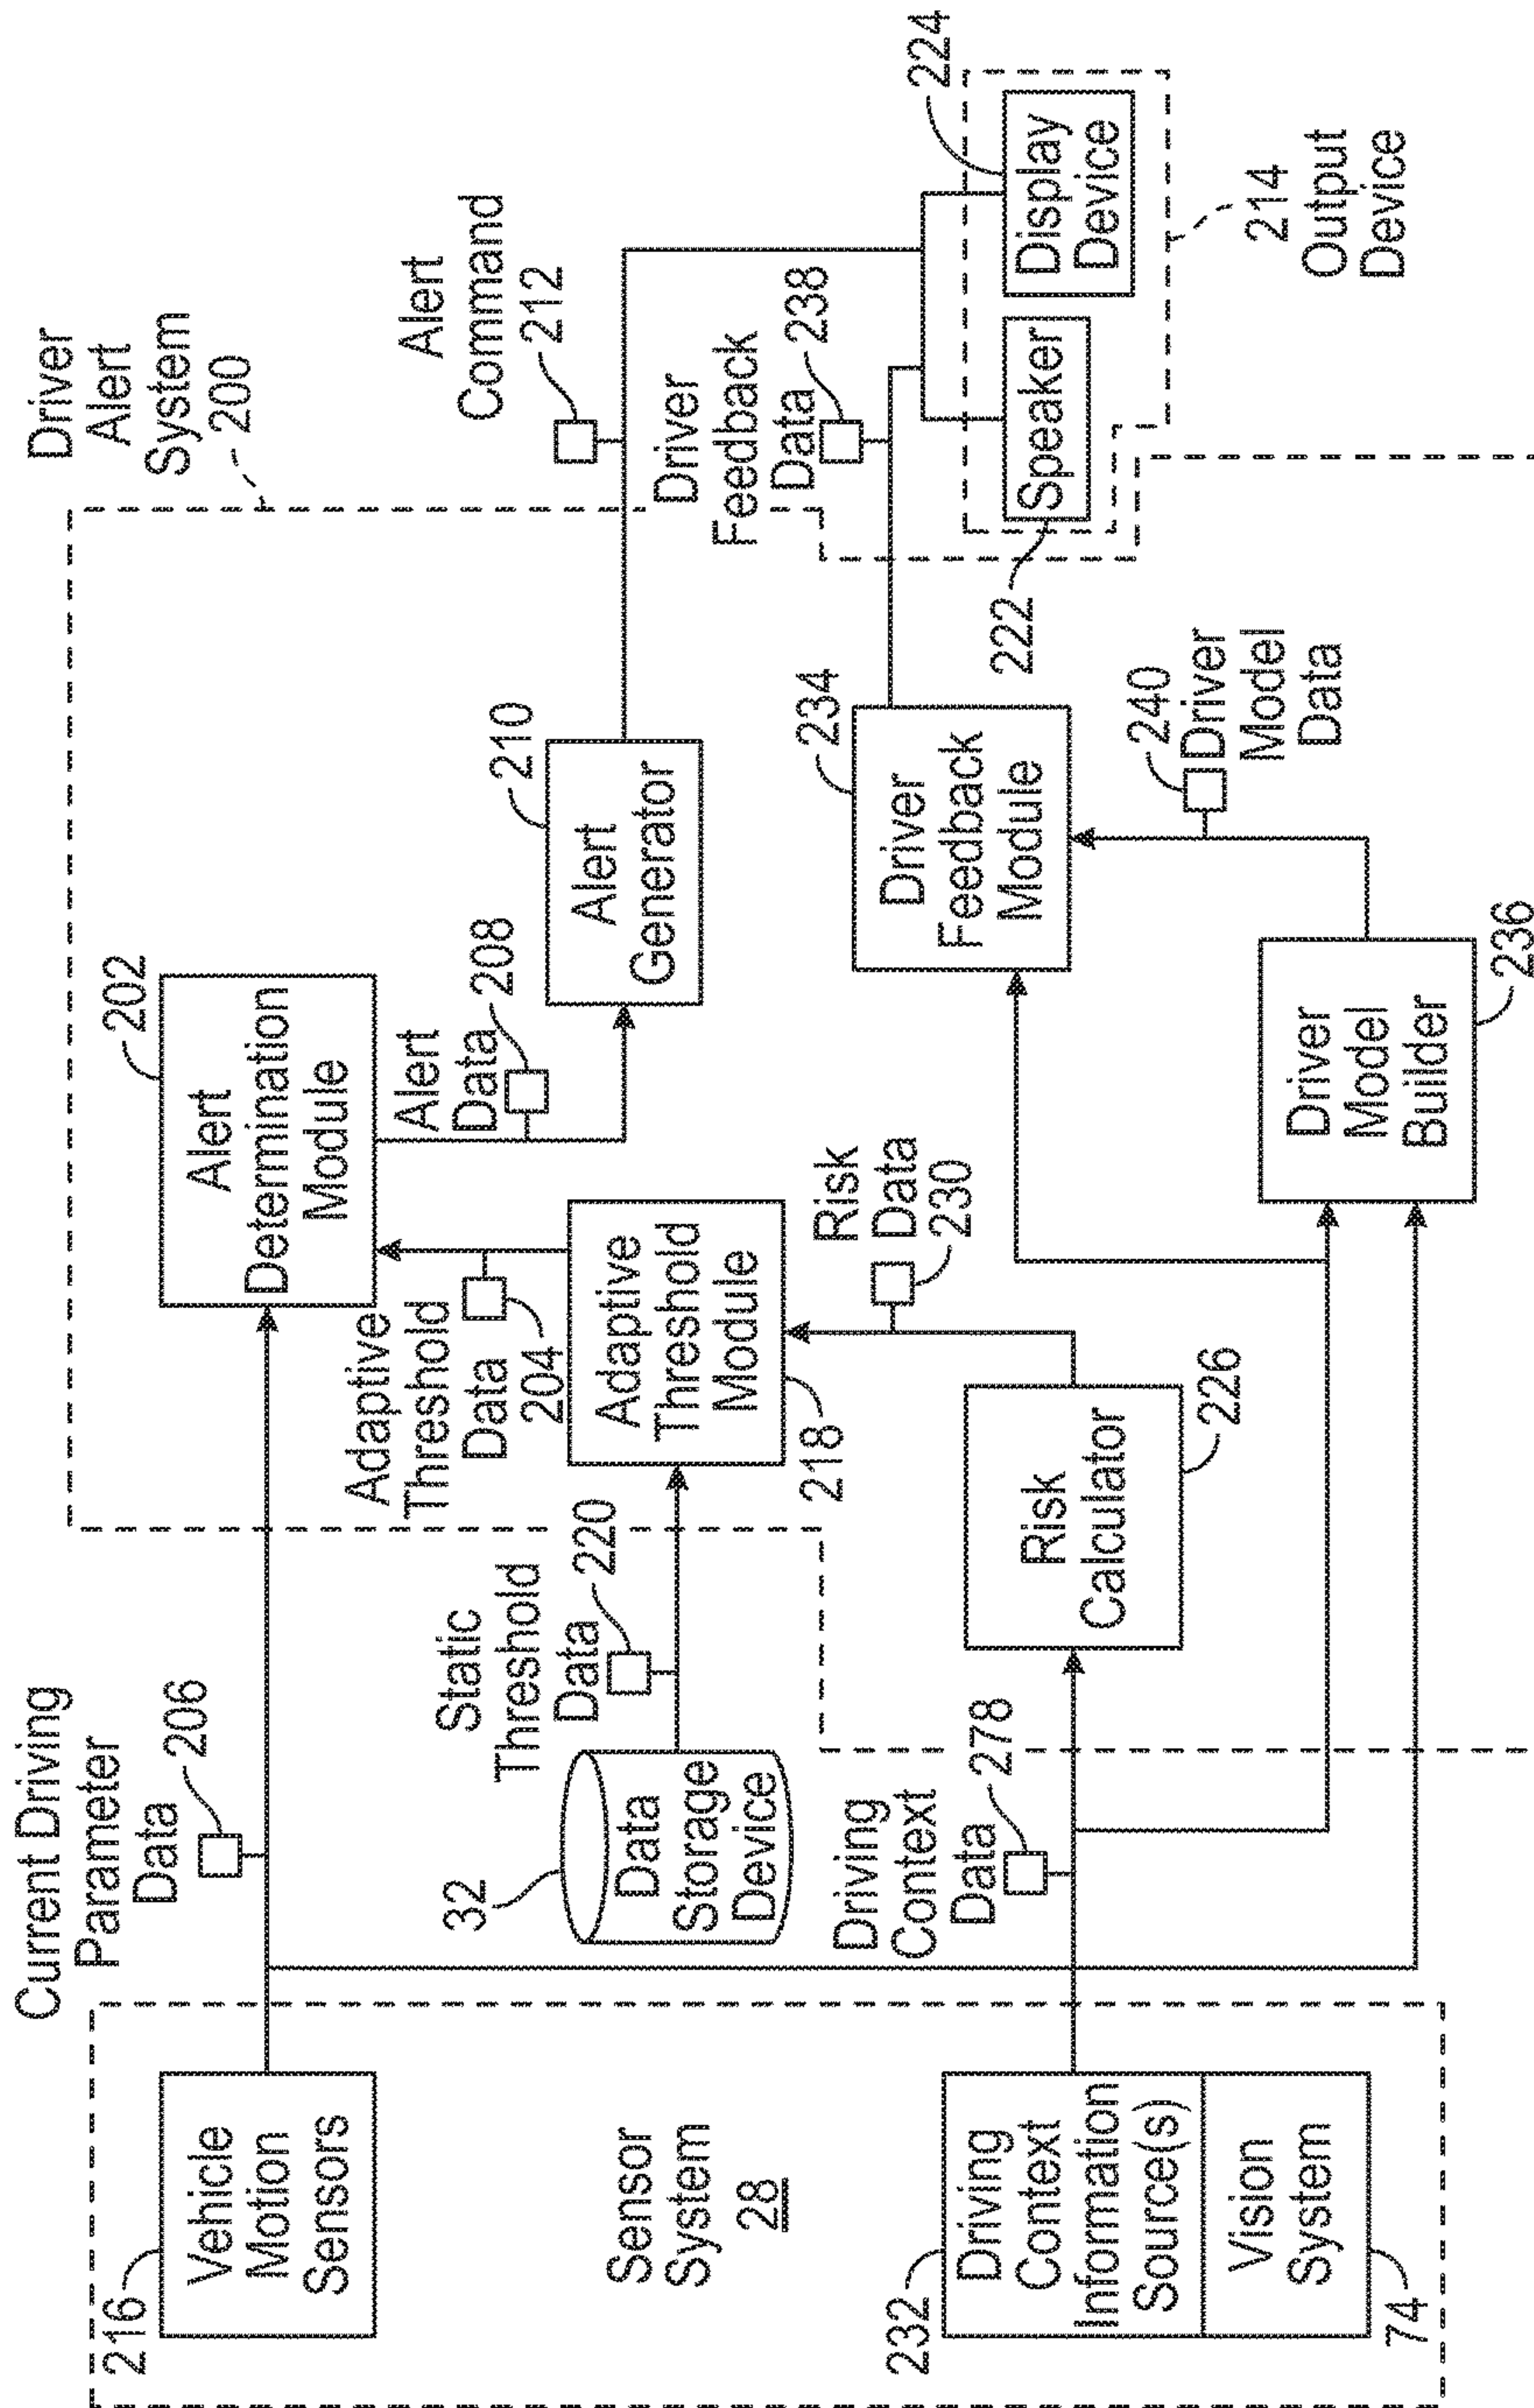 Driver
Alert
System
200
Current Driving
Parameter
Data
206
202
Alert
Determination
Module
216
Vehicle
Motion
Sensors
Alert
Command
212
Adaptive
Threshold
Data
204
Alert
Data
208
210
Alert
Generator
Static
Threshold
Data
220
32
Data
Storage
Device
Adaptive
Threshold
Module
218
Sensor
System
28
Driver
Feedback
Data
238
Risk
Data
230
234
Driver
Feedback
Module
Driving
Context
Data
278
232
Driving
Context
Information
Source(s)
Vision
System
74
Risk
Calculator
226
222
Speaker
224
Display
Device
214
Output
Device
240
Driver
Model
Data
Driver
Model
Builder
236